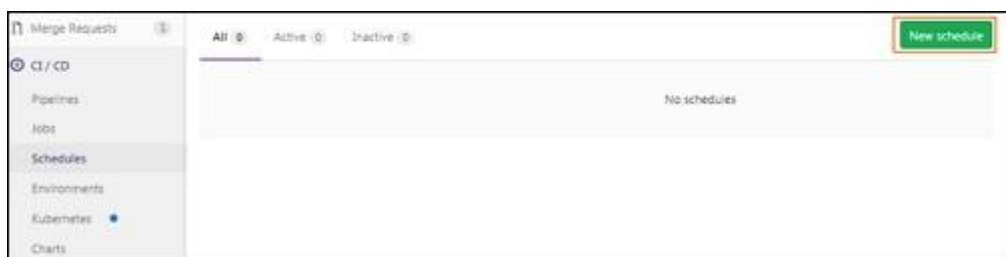 Merge Requests
All 0 Active 0 Inactive 0 New schedule
CI / CD
Pipelines
No schedules
Jobs
Schedules
Environments
Kubernetes
Charts